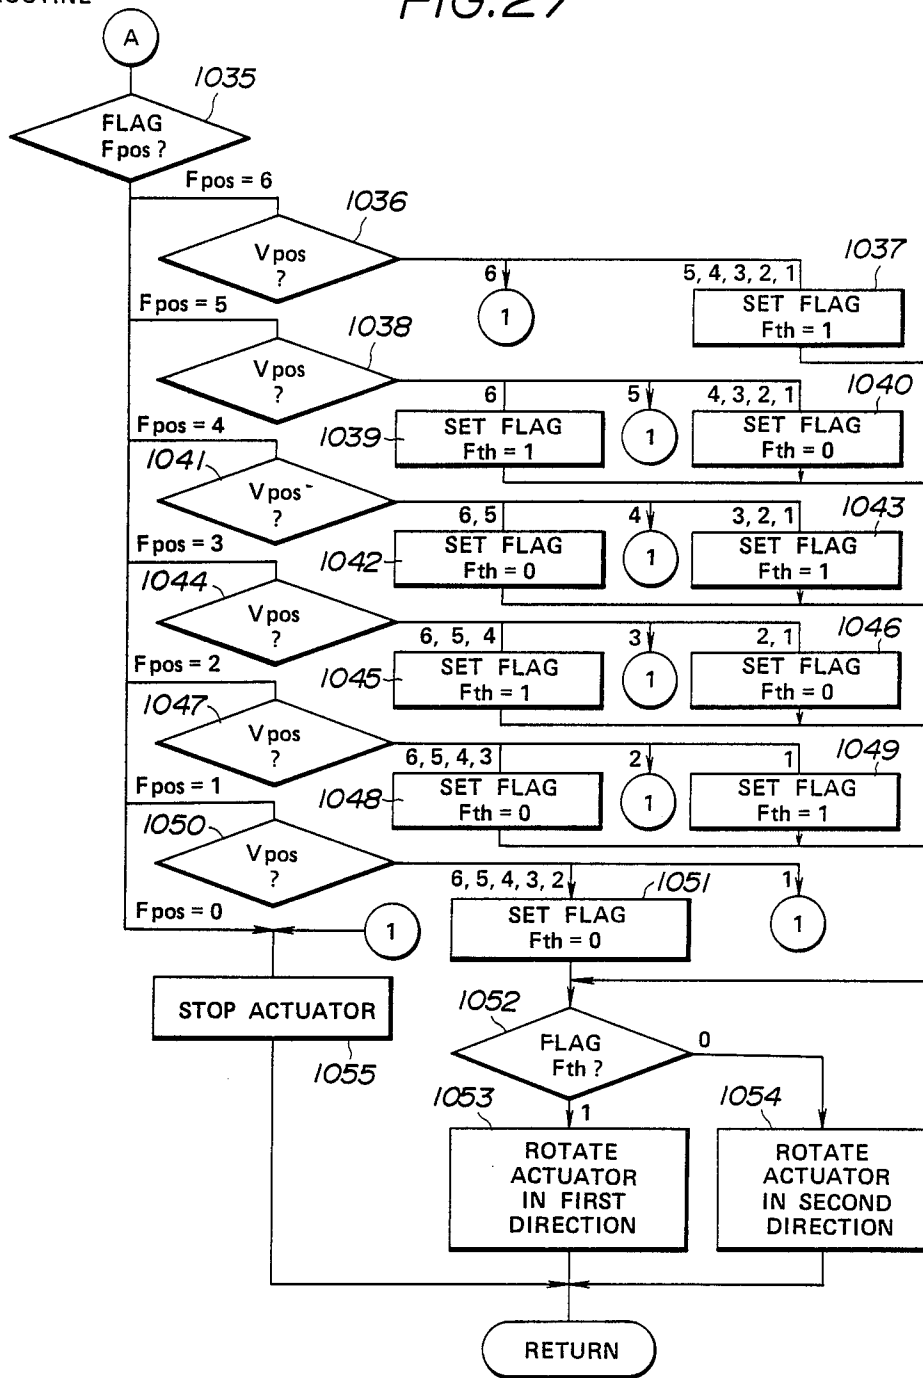 FIG.27
A
1035
FLAG
Fpos ?
Fpos = 6
1036
Vpos
?
6
1
5, 4, 3, 2, 1
1037
SET FLAG
Fth = 1
Fpos = 5
1038
Vpos
?
6
1039
SET FLAG
Fth = 1
5
1
4, 3, 2, 1
1040
SET FLAG
Fth = 0
Fpos = 4
1041
Vpos
?
6, 5
1042
SET FLAG
Fth = 0
4
1
3, 2, 1
1043
SET FLAG
Fth = 1
Fpos = 3
1044
Vpos
?
6, 5, 4
1045
SET FLAG
Fth = 1
3
1
2, 1
1046
SET FLAG
Fth = 0
Fpos = 2
1047
Vpos
?
6, 5, 4, 3
1048
SET FLAG
Fth = 0
2
1
1
1049
SET FLAG
Fth = 1
Fpos = 1
1050
Vpos
?
6, 5, 4, 3, 2
1051
SET FLAG
Fth = 0
1
1
Fpos = 0
1
STOP ACTUATOR
1055
1052
FLAG
Fth ?
0
1
1053
ROTATE
ACTUATOR
IN FIRST
DIRECTION
1054
ROTATE
ACTUATOR
IN SECOND
DIRECTION
RETURN